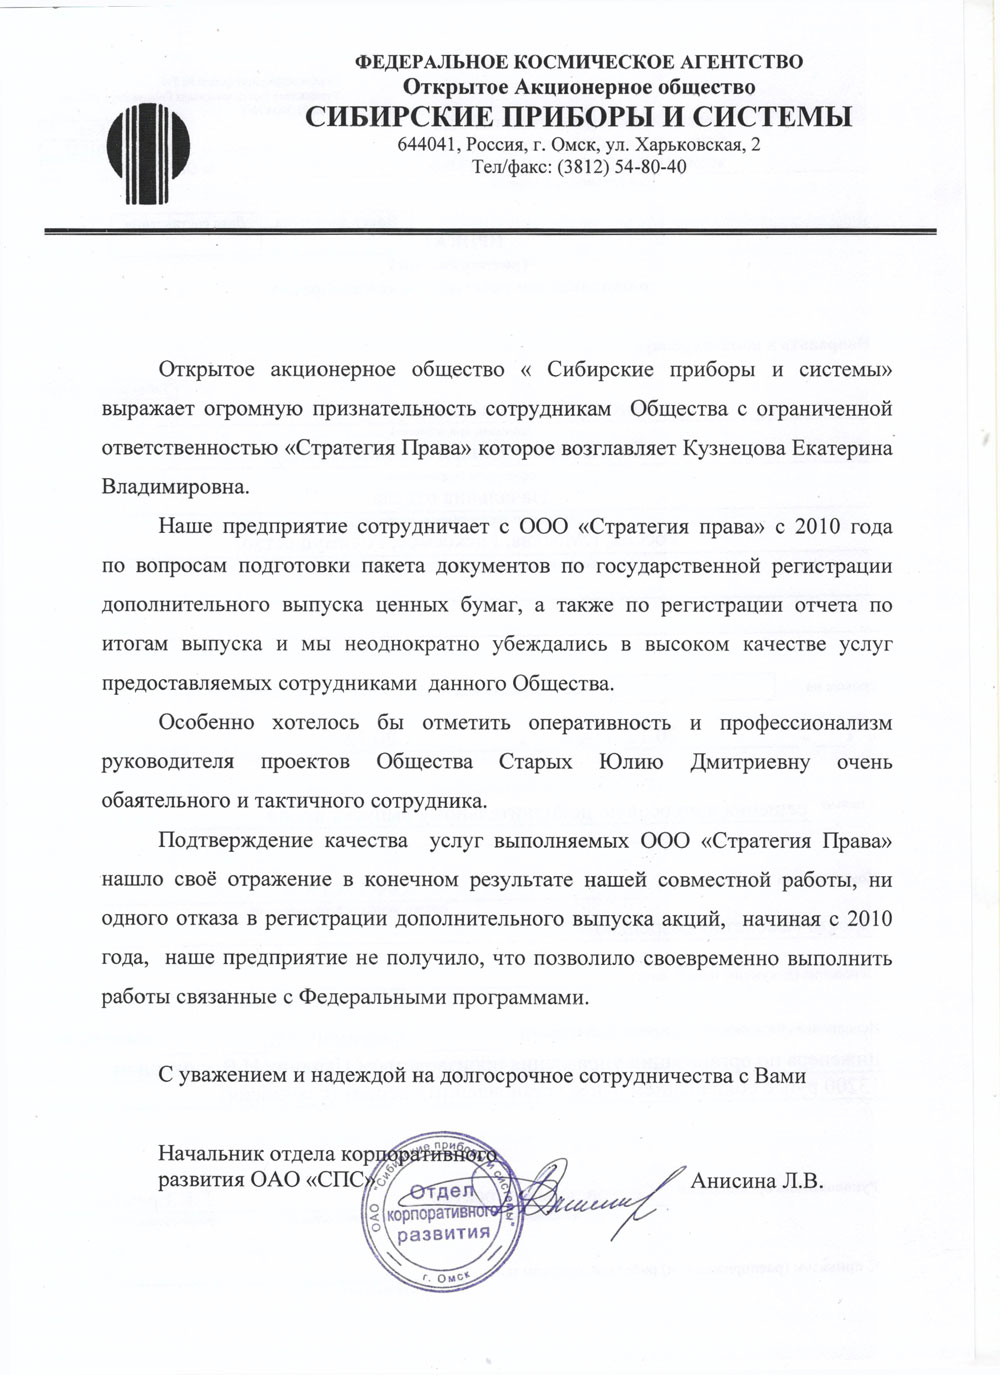 ФЕДЕРАЛЬНОЕ КОСМИЧЕСКОЕ АГЕНТСТВО
Открытое Акционерное общество
СИБИРСКИЕ ПРИБОРЫ И СИСТЕМЫ
644041, Россия, г. Омск, ул. Харьковская, 2
Тел/факс: (3812) 54-80-40
Открытое акционерное общество « Сибирские приборы и системы»
выражает огромную признательность сотрудникам Общества с ограниченной
ответственностью «Стратегия Права» которое возглавляет Кузнецова Екатерина
Владимировна.
Наше предприятие сотрудничает с ООО «Стратегия права» с 2010 года
по вопросам подготовки пакета документов по государственной регистрации
дополнительного выпуска ценных бумаг, а также по регистрации отчета по
итогам выпуска и мы неоднократно убеждались в высоком качестве услуг
предоставляемых сотрудниками данного Общества.
Особенно хотелось бы отметить оперативность и профессионализм
руководителя проектов Общества Старых Юлию Дмитриевну очень
обаятельного и тактичного сотрудника.
Подтверждение качества услуг выполняемых ООО «Стратегия Права»
нашло своё отражение в конечном результате нашей совместной работы, ни
одного отказа в регистрации дополнительного выпуска акций, начиная с 2010
года, наше предприятие не получило, что позволило своевременно выполнить
работы связанные с Федеральными программами.
С уважением и надеждой на долгосрочное сотрудничества с Вами
Начальник отдела корпоративного
развития ОАО «СПС»
Анисина Л.В.
ОАО "Сибирские приборы и системы"
Отдел
корпоративного
развития
г. Омск